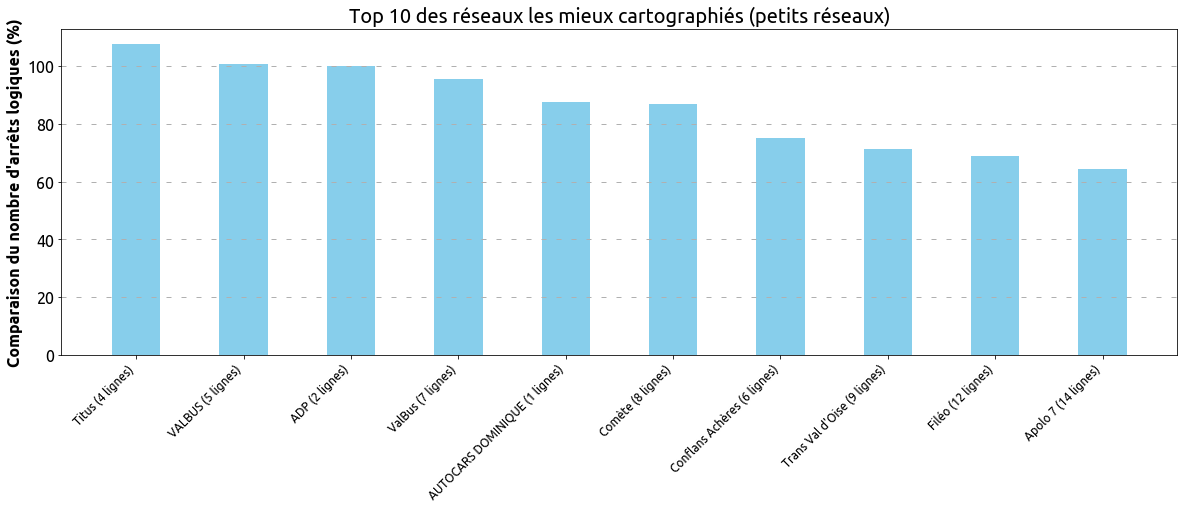 Top 10 des réseaux les mieux cartographiés (petits réseaux)
Comparaison du nombre d'arrêts logiques (%)
100
80
60
40
20
0
Titus (4 lignes)
VALBUS (5 lignes)
ADP (2 lignes)
ValBus (7 lignes)
AUTOCARS DOMINIQUE (1 lignes)
Comète (8 lignes)
Conflans Achères (6 lignes)
Trans Val d'Oise (9 lignes)
Filéo (12 lignes)
Apolo 7 (14 lignes)